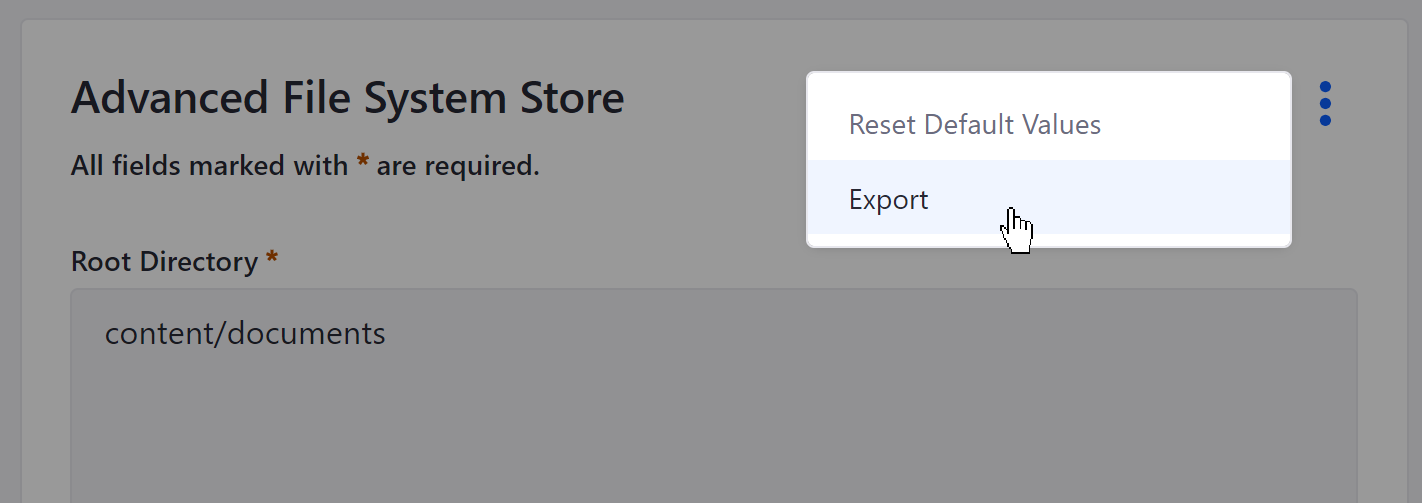 Advanced File System Store
All fields marked with * are required.
Reset Default Values
Export
Root Directory *
content/documents